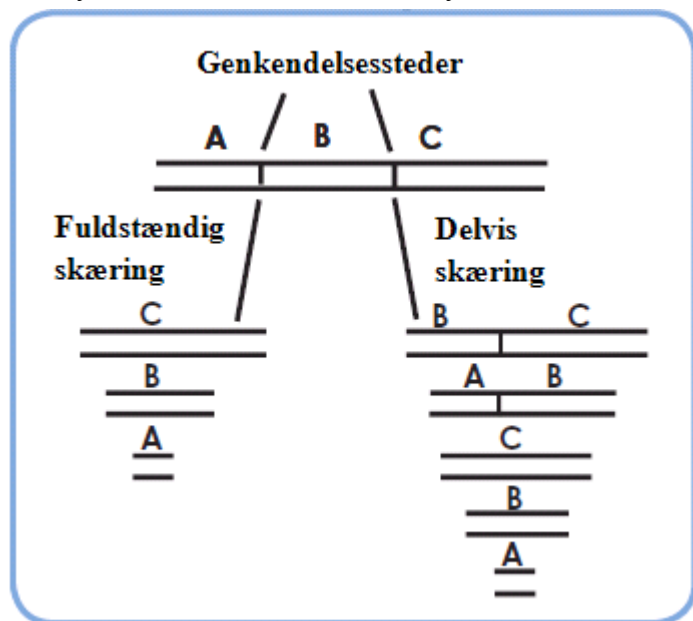 Genkendelsessteder
A B C
Fuldstændig
skæring
Delvis
skæring
C
B
A
B C
A B
C
B
A